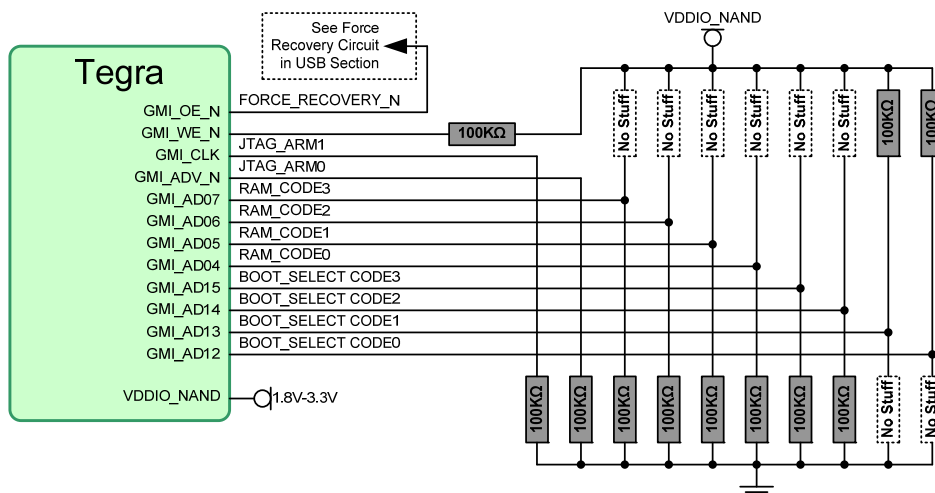 See Force
Recovery Circuit
in USB Section
VDDIO_NAND
Tegra
GMI_OE_N
FORCE_RECOVERY_N
GMI_WE_N
100KΩ
GMI_CLK
JTAG_ARM1
GMI_ADV_N
JTAG_ARM0
GMI_AD07
RAM_CODE3
GMI_AD06
RAM_CODE2
GMI_AD05
RAM_CODE1
GMI_AD04
RAM_CODE0
GMI_AD15
BOOT_SELECT CODE3
GMI_AD14
BOOT_SELECT CODE2
GMI_AD13
BOOT_SELECT CODE1
GMI_AD12
BOOT_SELECT CODE0
VDDIO_NAND
1.8V-3.3V
No Stuff
No Stuff
No Stuff
No Stuff
No Stuff
No Stuff
100KΩ
100KΩ
100KΩ
100KΩ
100KΩ
100KΩ
100KΩ
100KΩ
100KΩ
100KΩ
No Stuff
No Stuff